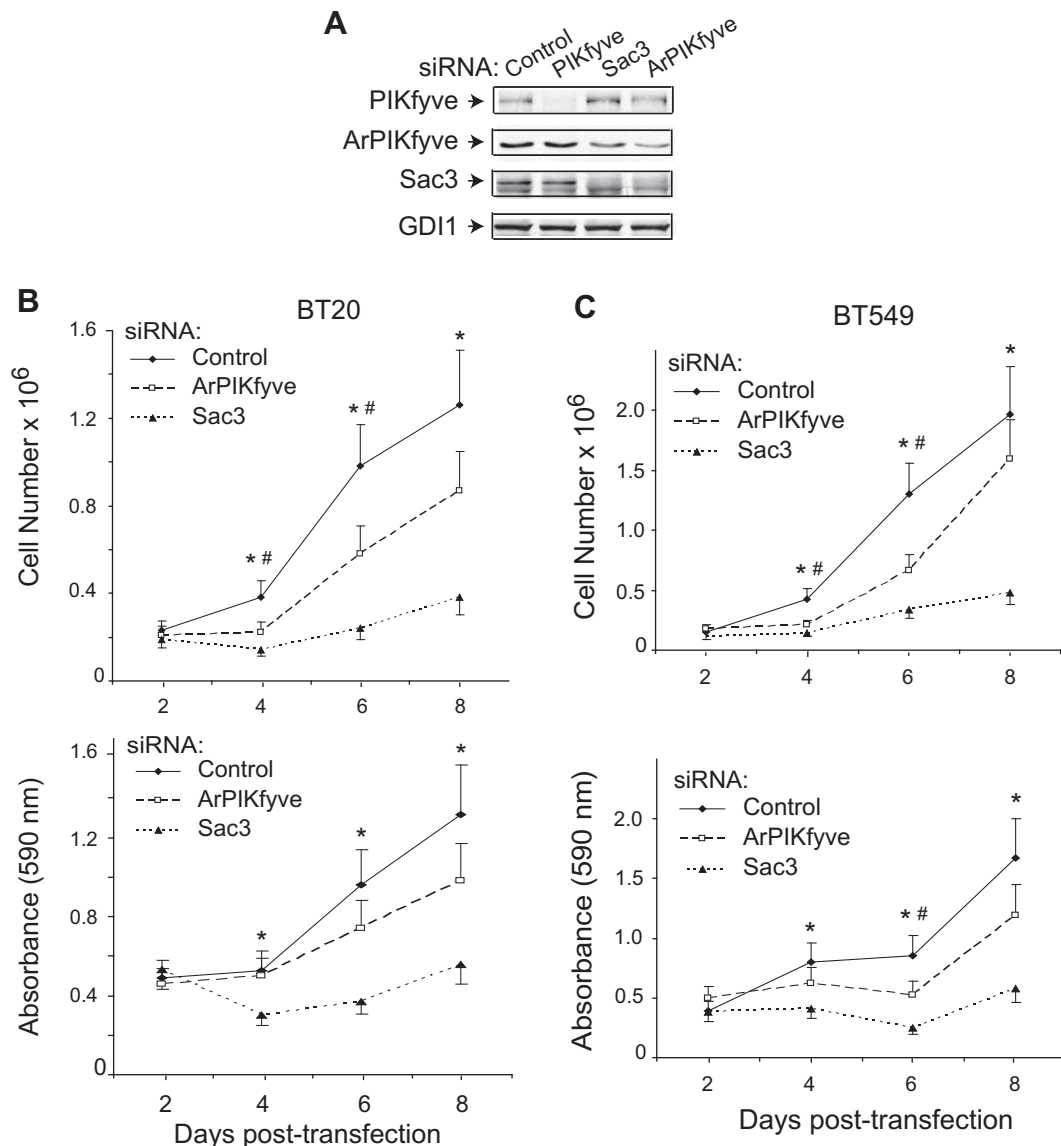 A
siRNA: Control PIKfyve Sac3 ArPIKfyve
PIKfyve
ArPIKfyve
Sac3
GDI1
B
BT20
siRNA:
Control
ArPIKfyve
Sac3
Cell Number x 10⁶
1.6
1.2
0.8
0.4
0
* #
* #
*
2 4 6 8
siRNA:
Control
ArPIKfyve
Sac3
Absorbance (590 nm)
1.6
1.2
0.8
0.4
0
*
*
*
2 4 6 8
Days post-transfection
C
BT549
siRNA:
Control
ArPIKfyve
Sac3
Cell Number x 10⁶
2.0
1.5
1.0
0.5
0
* #
* #
*
2 4 6 8
siRNA:
Control
ArPIKfyve
Sac3
Absorbance (590 nm)
2.0
1.5
1.0
0.5
0
*
* #
*
2 4 6 8
Days post-transfection